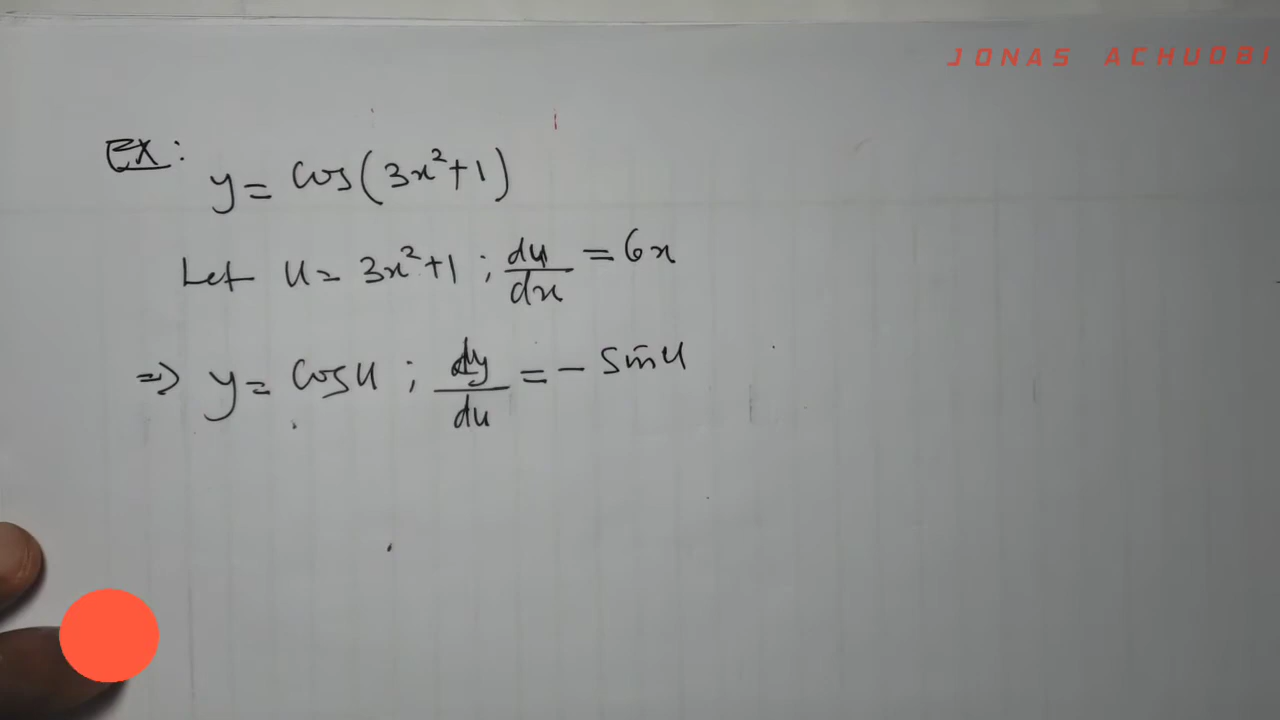 JONAS ACHUOBI
Ex:
y = cos(3x²+1)
Let u = 3x²+1 ; du/dx = 6x
⇒ y = cos u ; dy/du = - sin u